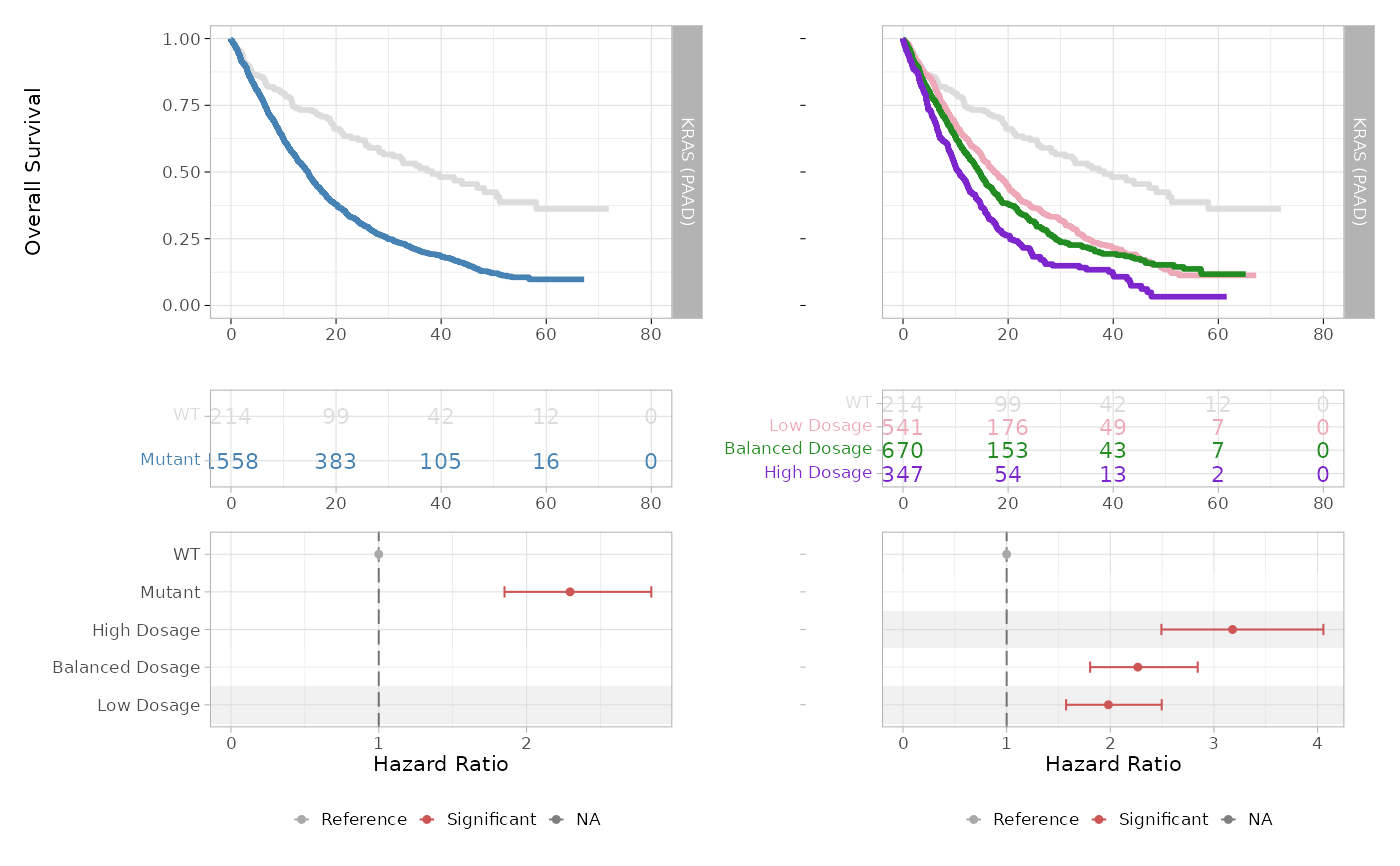 Overall Survival
1.00
0.75
0.50
0.25
0.00
0 20 40 60 80
KRAS (PAAD)
0 20 40 60 80
KRAS (PAAD)
WT 214 99 42 12 0
Mutant 1558 383 105 16 0
0 20 40 60 80
WT 214 99 42 12 0
Low Dosage 541 176 49 7 0
Balanced Dosage 670 153 43 7 0
High Dosage 347 54 13 2 0
0 20 40 60 80
WT
Mutant
High Dosage
Balanced Dosage
Low Dosage
0 1 2
Hazard Ratio
0 1 2 3 4
Hazard Ratio
Reference Significant NA
Reference Significant NA